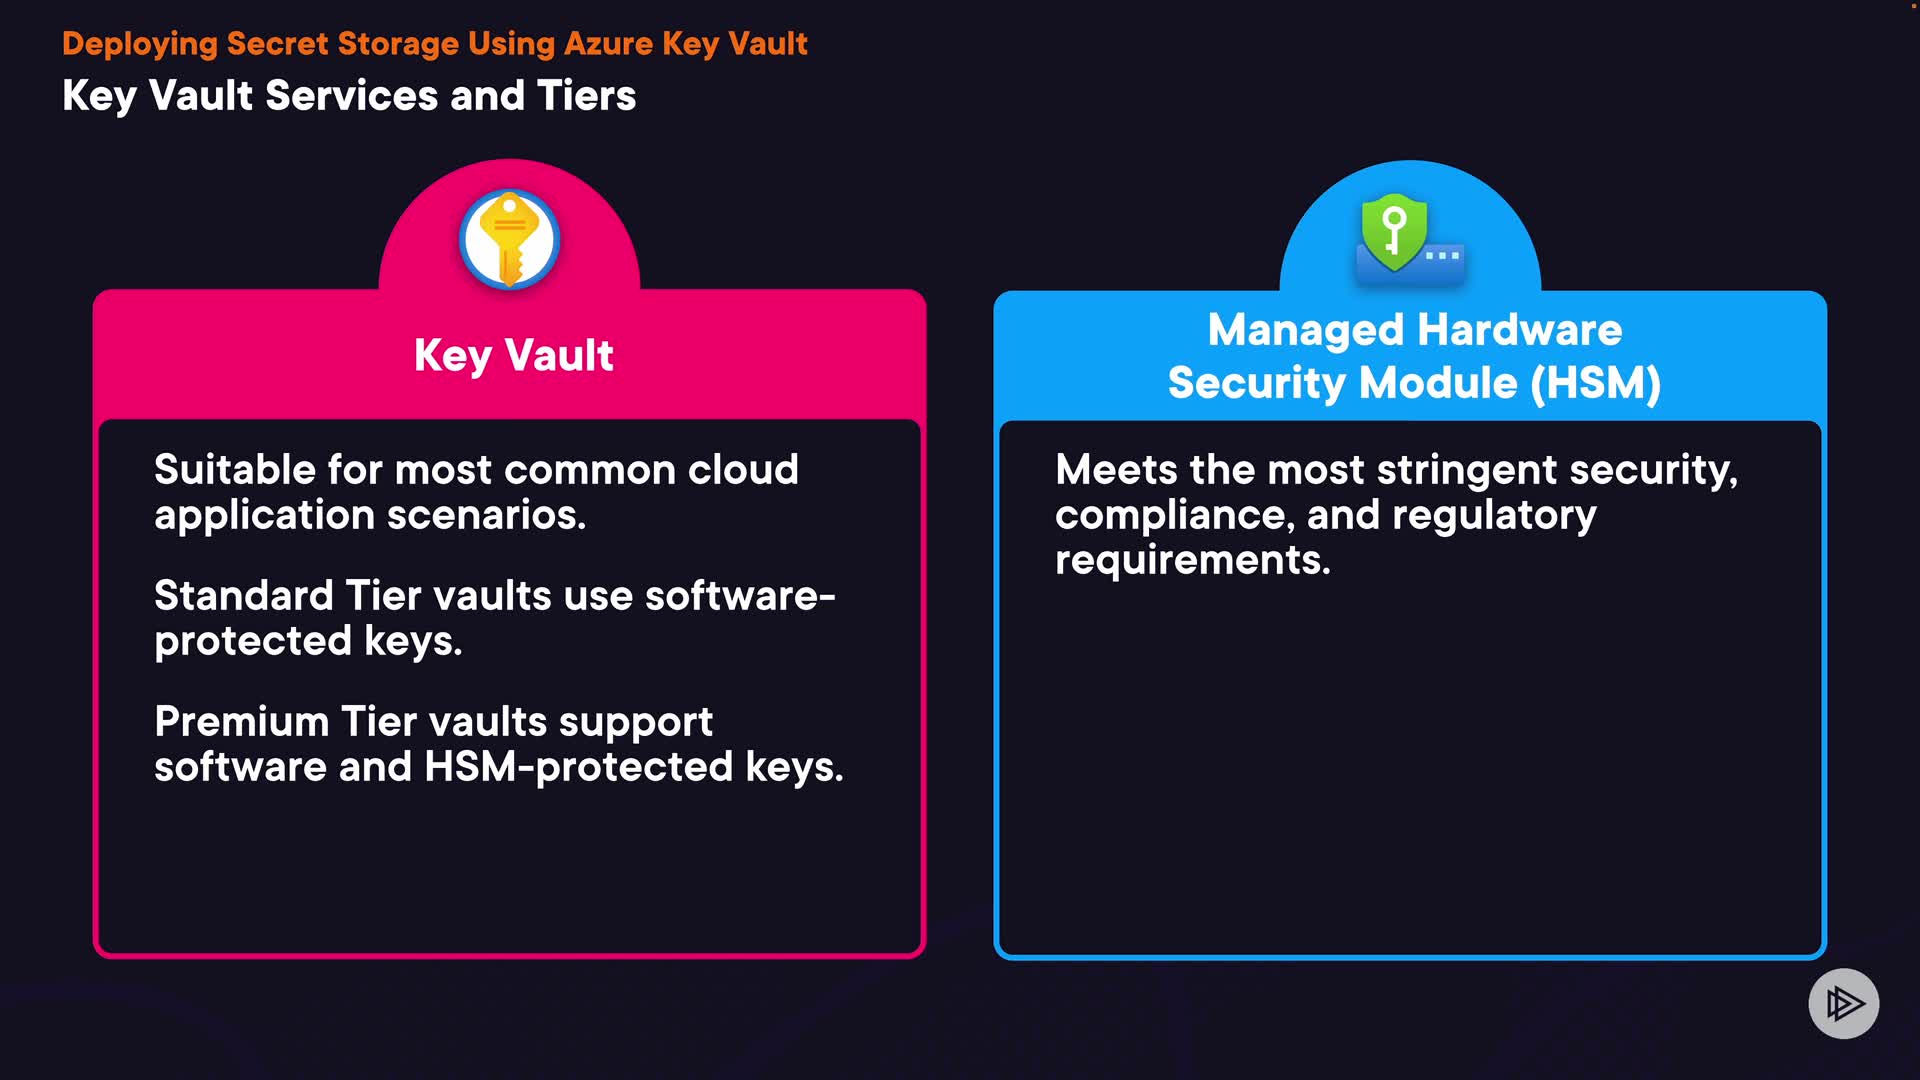 Deploying Secret Storage Using Azure Key Vault
Key Vault Services and Tiers
Key Vault
Suitable for most common cloud
application scenarios.
Standard Tier vaults use software-
protected keys.
Premium Tier vaults support
software and HSM-protected keys.
Managed Hardware
Security Module (HSM)
Meets the most stringent security,
compliance, and regulatory
requirements.